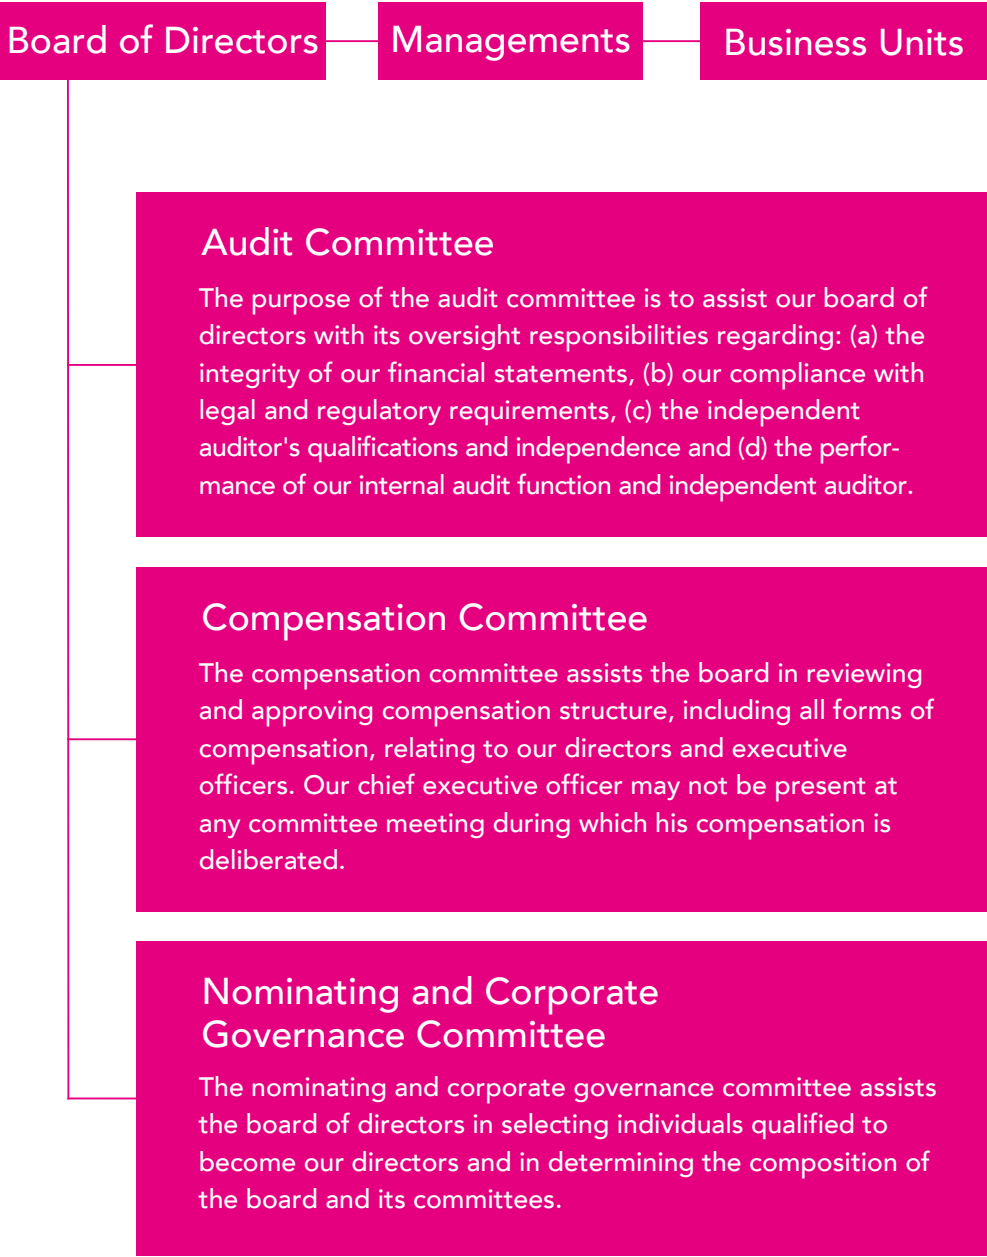 Board of Directors
Managements
Business Units
Audit Committee
The purpose of the audit committee is to assist our board of
directors with its oversight responsibilities regarding: (a) the
integrity of our financial statements, (b) our compliance with
legal and regulatory requirements, (c) the independent
auditor's qualifications and independence and (d) the perfor-
mance of our internal audit function and independent auditor.
Compensation Committee
The compensation committee assists the board in reviewing
and approving compensation structure, including all forms of
compensation, relating to our directors and executive
officers. Our chief executive officer may not be present at
any committee meeting during which his compensation is
deliberated.
Nominating and Corporate
Governance Committee
The nominating and corporate governance committee assists
the board of directors in selecting individuals qualified to
become our directors and in determining the composition of
the board and its committees.